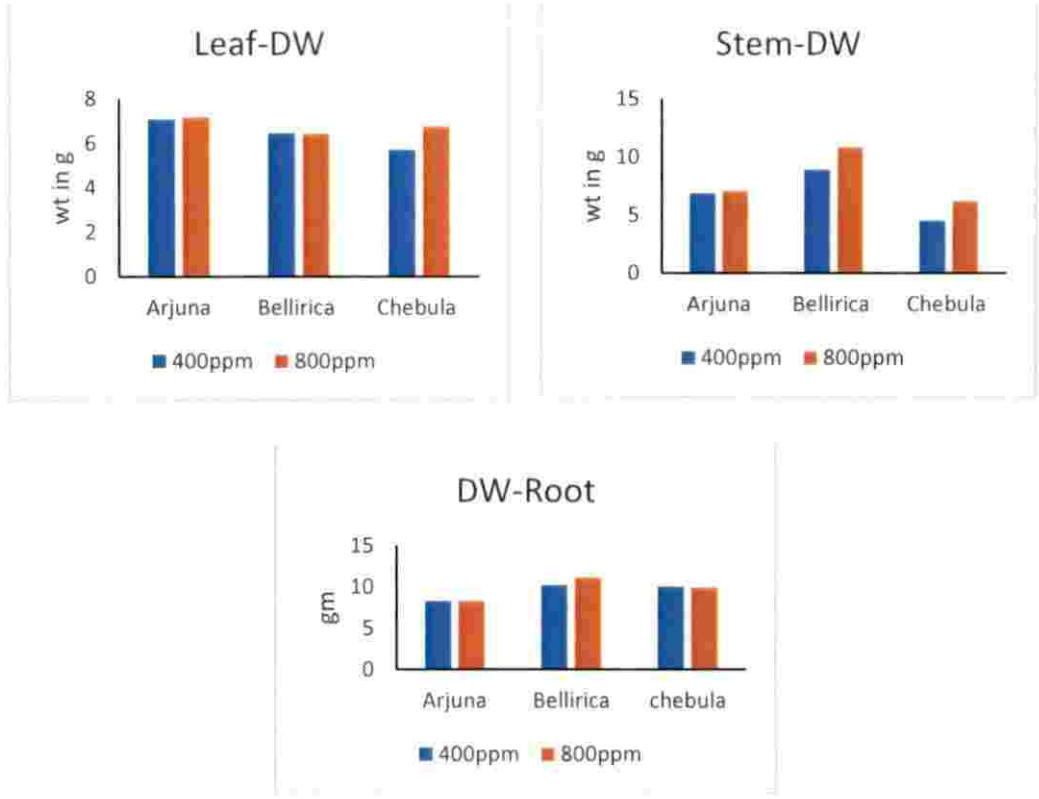 Leaf-DW
wt in g
8
6
4
2
0
Arjuna Bellirica Chebula
400ppm 800ppm
Stem-DW
wt in g
15
10
5
0
Arjuna Bellirica Chebula
400ppm 800ppm
DW-Root
gm
15
10
5
0
Arjuna Bellirica chebula
400ppm 800ppm